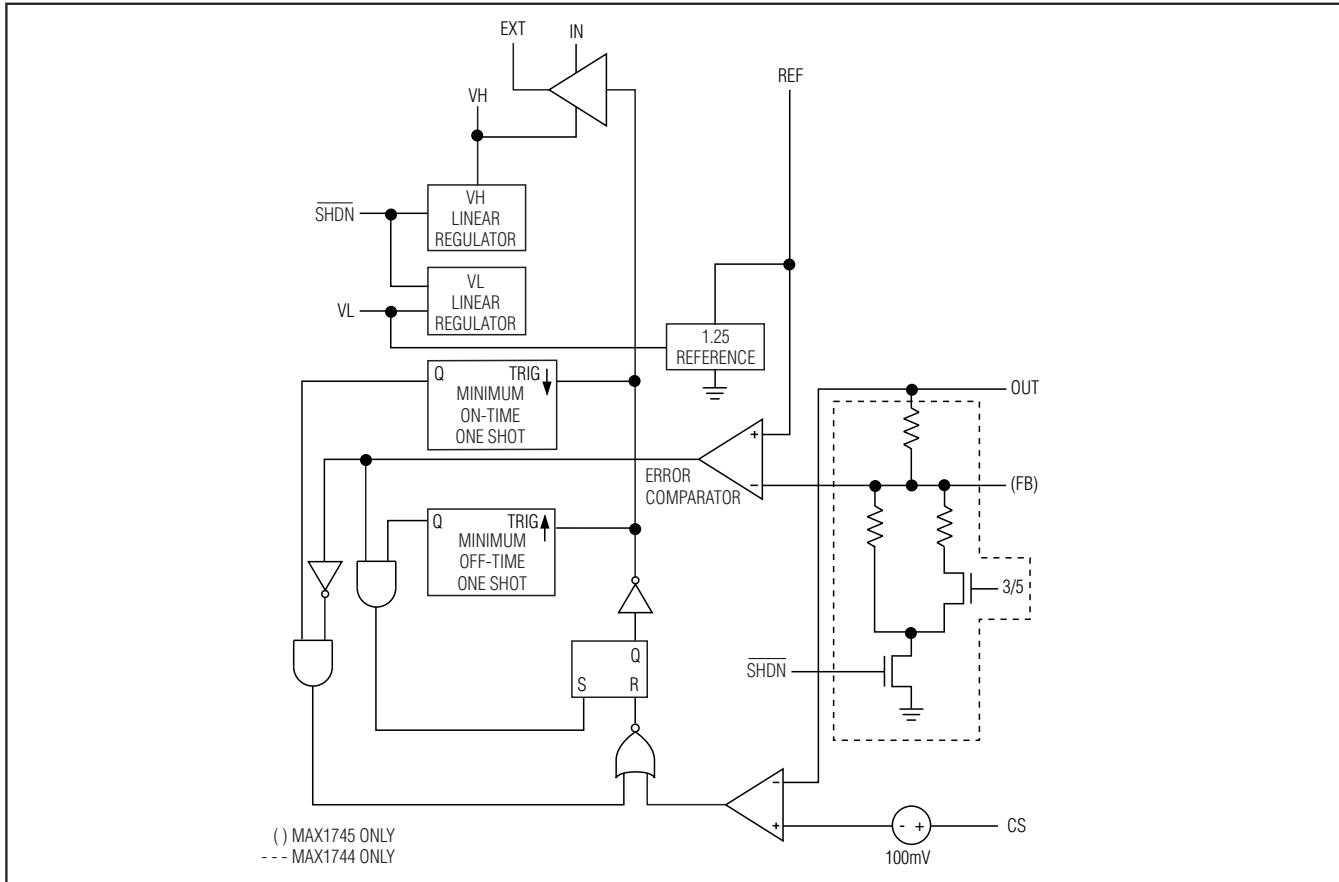 EXT
IN
REF
VH
VH
LINEAR
REGULATOR
SHDN
VL
LINEAR
REGULATOR
VL
1.25
REFERENCE
Q
TRIG
MINIMUM
ON-TIME
ONE SHOT
OUT
+
-
ERROR
COMPARATOR
(FB)
Q
TRIG
MINIMUM
OFF-TIME
ONE SHOT
3/5
Q
S
R
SHDN
-
+
- +
100mV
CS
( ) MAX1745 ONLY
- - - MAX1744 ONLY